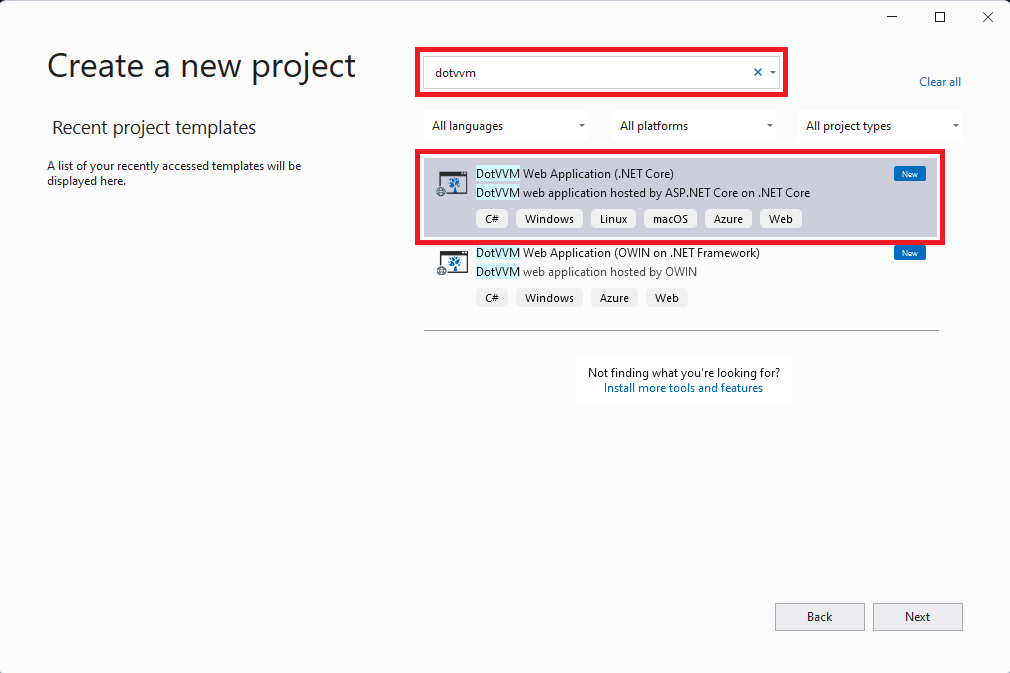 Create a new project
dotvvm
Clear all
Recent project templates
A list of your recently accessed templates will be
displayed here.
All languages
All platforms
All project types
DotVVM Web Application (.NET Core)
New
DotVVM web application hosted by ASP.NET Core on .NET Core
C# Windows Linux macOS Azure Web
DotVVM Web Application (OWIN on .NET Framework)
New
DotVVM web application hosted by OWIN
C# Windows Azure Web
Not finding what you're looking for?
Install more tools and features
Back
Next